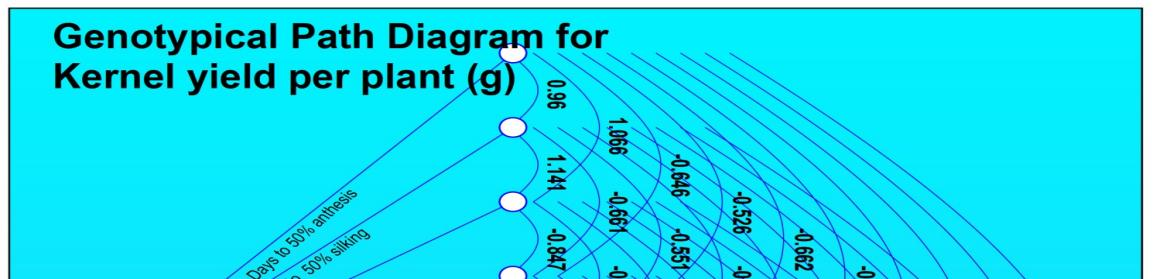 Genotypical Path Diagram for
Kernel yield per plant (g)
0.96
1.066
1.141
-0.646
-0.661
-0.526
-0.847
-0.551
-0.662
Days to 50% anthesis
50% silking